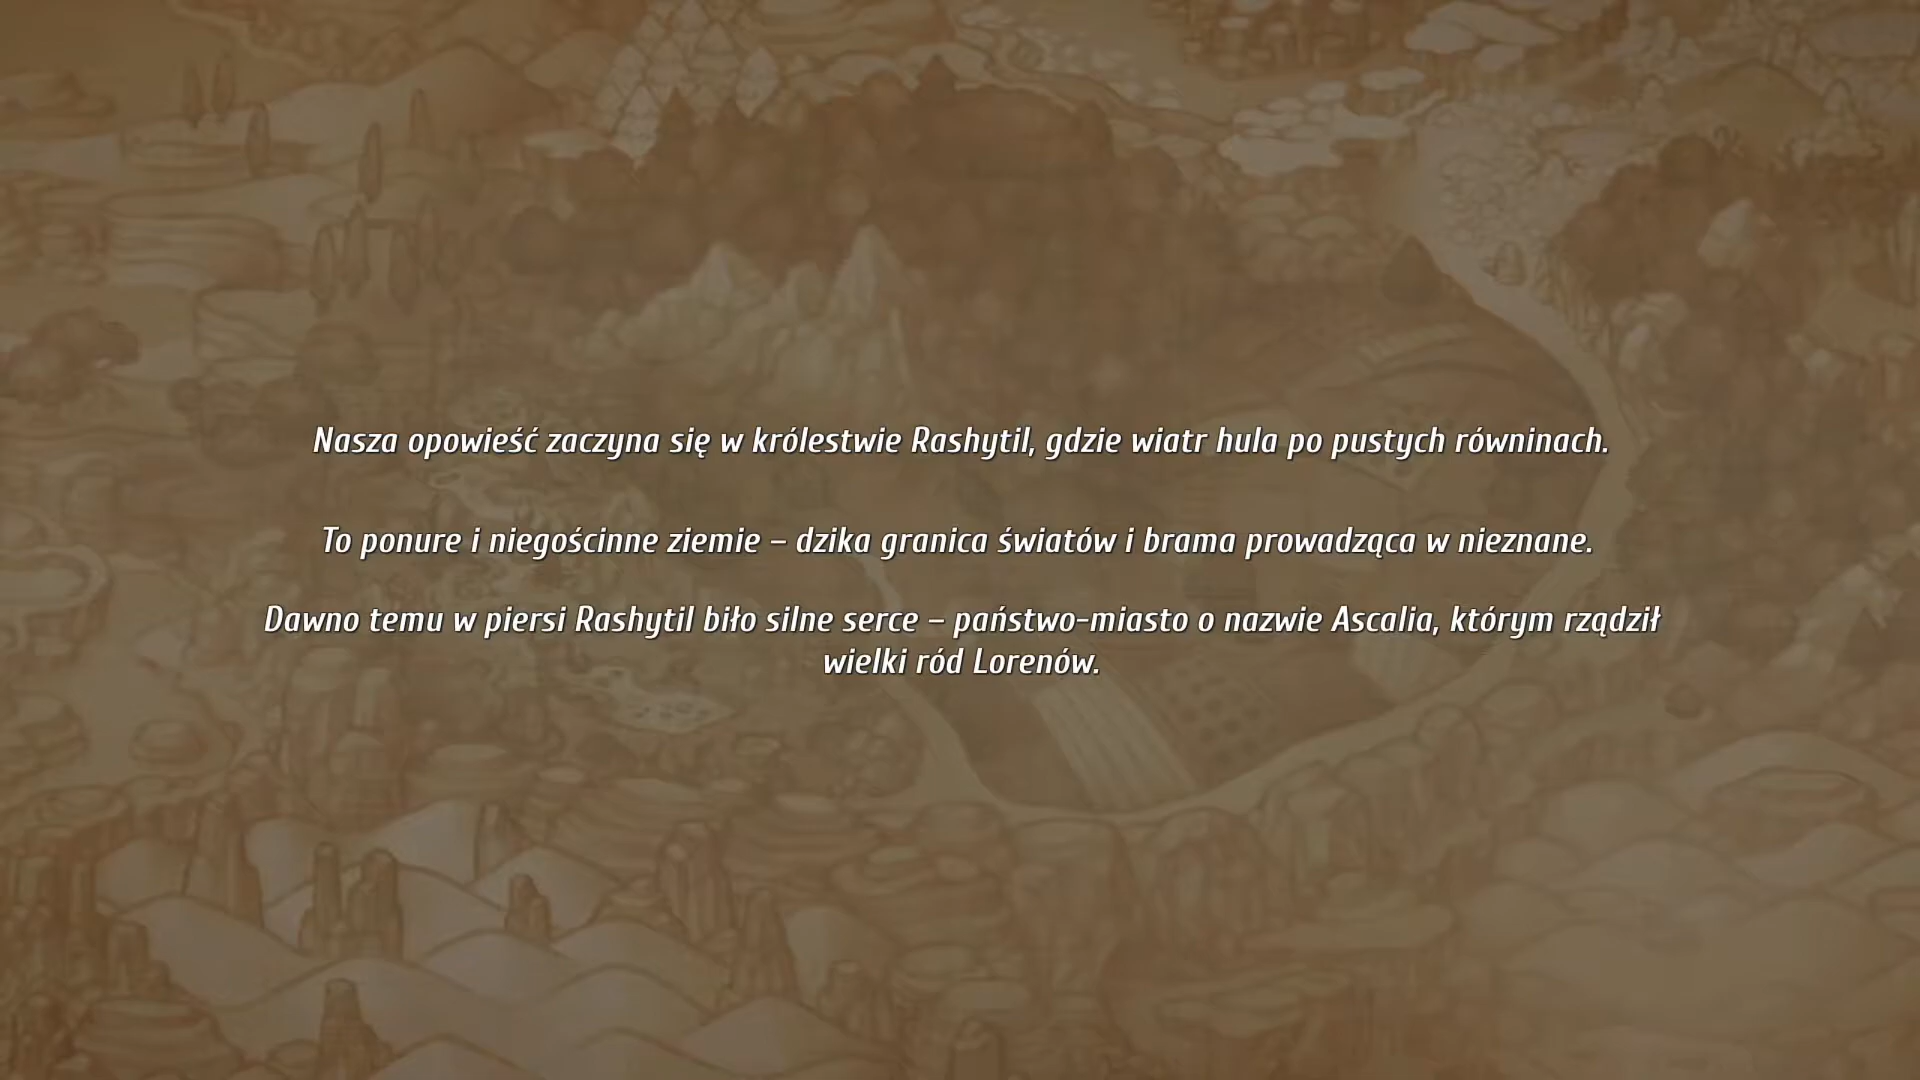 Nasza opowieść zaczyna się w królestwie Rashytil, gdzie wiatr hula po pustych równinach.
To ponure i niegościnne ziemie – dzika granica światów i brama prowadząca w nieznane.
Dawno temu w piersi Rashytil biło silne serce – państwo-miasto o nazwie Ascalia, którym rządził
wielki ród Lorenów.